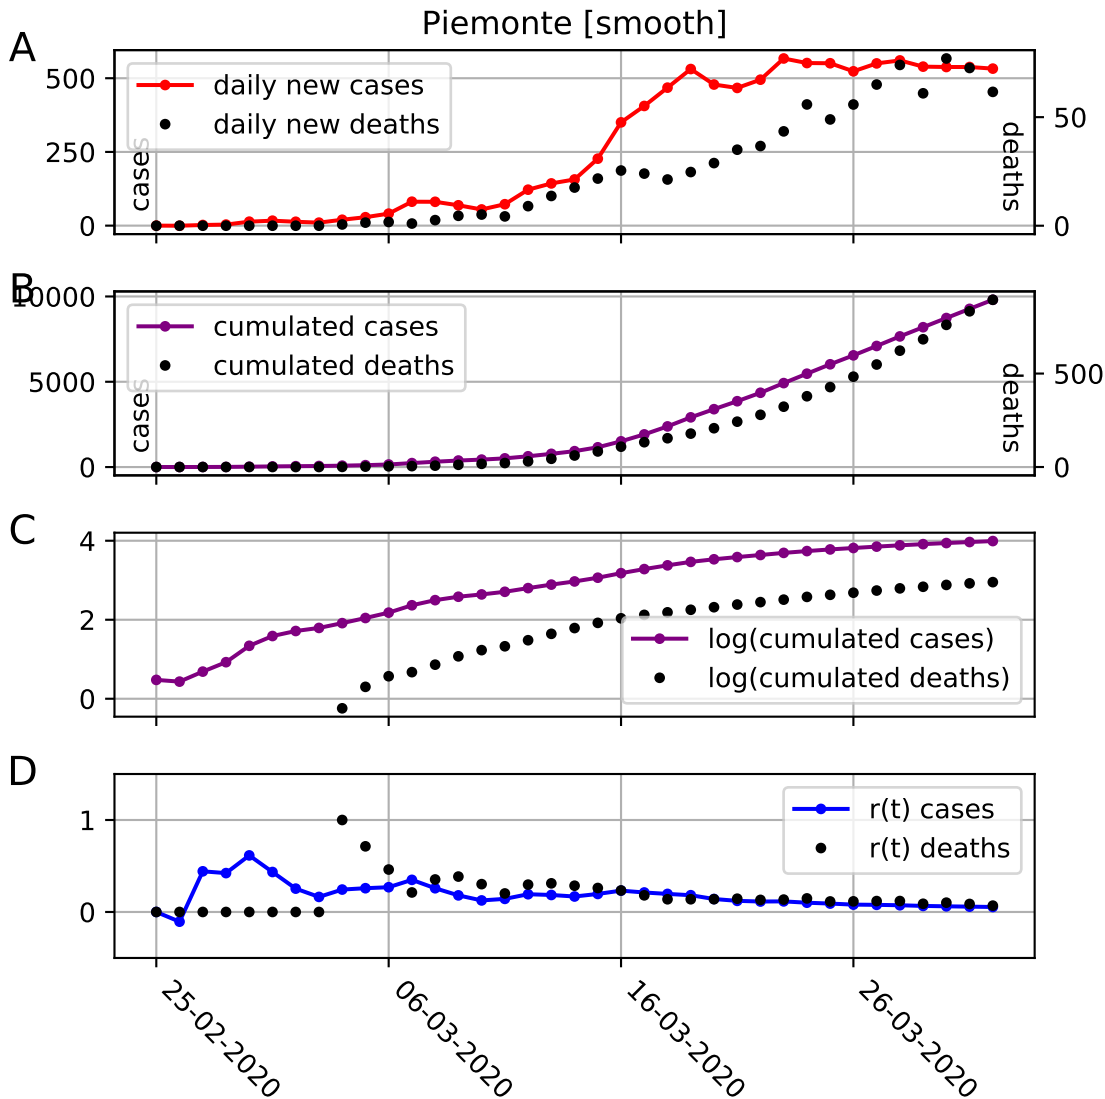 Piemonte [smooth]
A
500
250
0
daily new cases
daily new deaths
cases
deaths
50
0
B
10000
5000
0
cumulated cases
cumulated deaths
cases
deaths
500
0
C
4
2
0
log(cumulated cases)
log(cumulated deaths)
D
1
0
r(t) cases
r(t) deaths
25-02-2020
06-03-2020
16-03-2020
26-03-2020